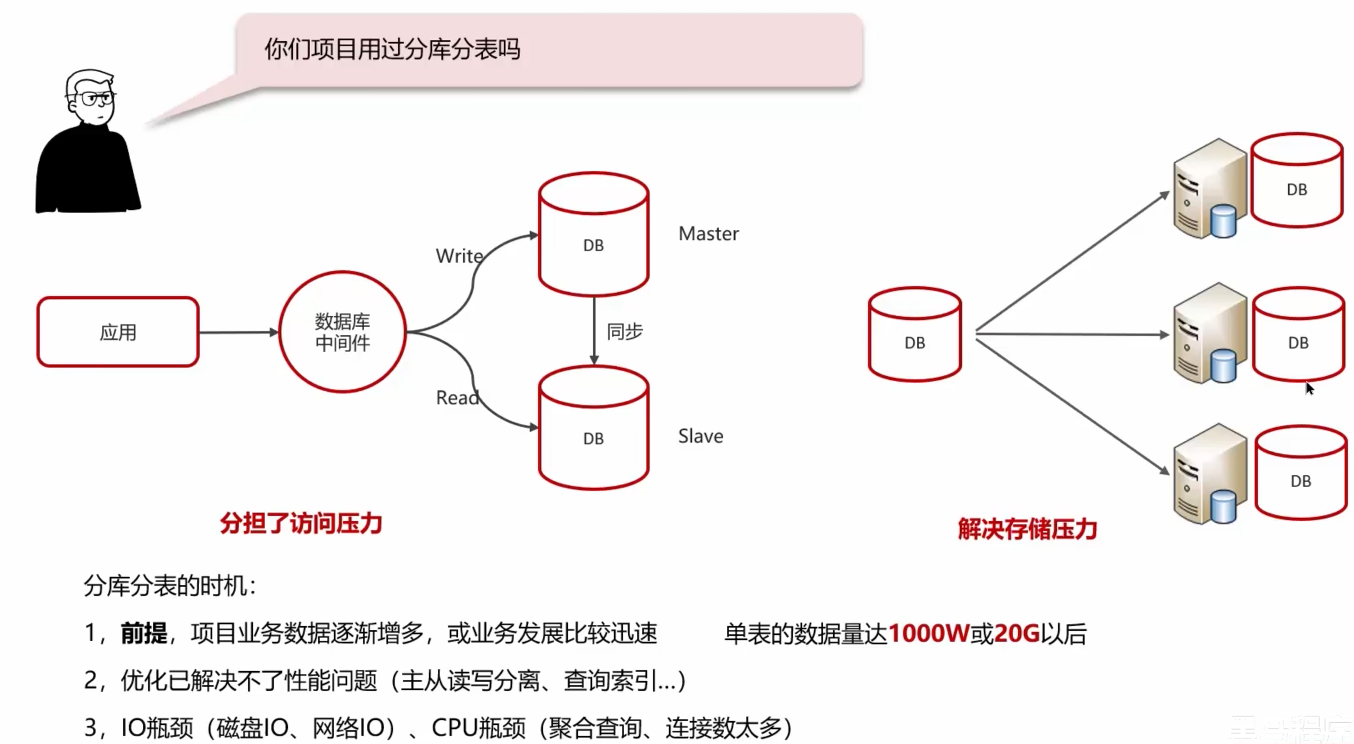 你们项目用过分库分表吗
应用
数据库
中间件
Write
Read
DB
Master
同步
DB
Slave
分担了访问压力
DB
DB
DB
DB
解决存储压力
分库分表的时机：
1，前提，项目业务数据逐渐增多，或业务发展比较迅速 单表的数据量达1000W或20G以后
2，优化已解决不了性能问题（主从读写分离、查询索引...）
3，IO瓶颈（磁盘IO、网络IO）、CPU瓶颈（聚合查询、连接数太多）